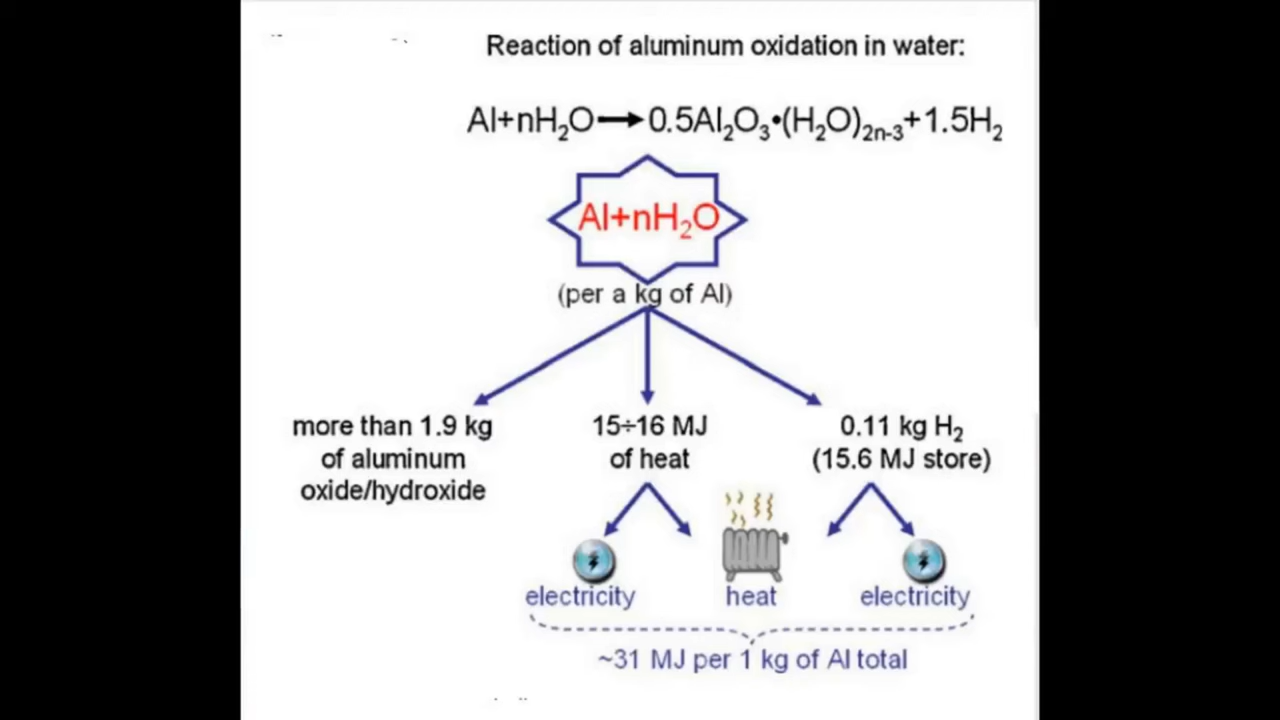 Reaction of aluminum oxidation in water:
Al+nH₂O→0.5Al₂O₃•(H₂O)₂ₙ₋₃+1.5H₂
Al+nH₂O
(per a kg of Al)
more than 1.9 kg
of aluminum
oxide/hydroxide
15÷16 MJ
of heat
0.11 kg H₂
(15.6 MJ store)
electricity
heat
electricity
~31 MJ per 1 kg of Al total